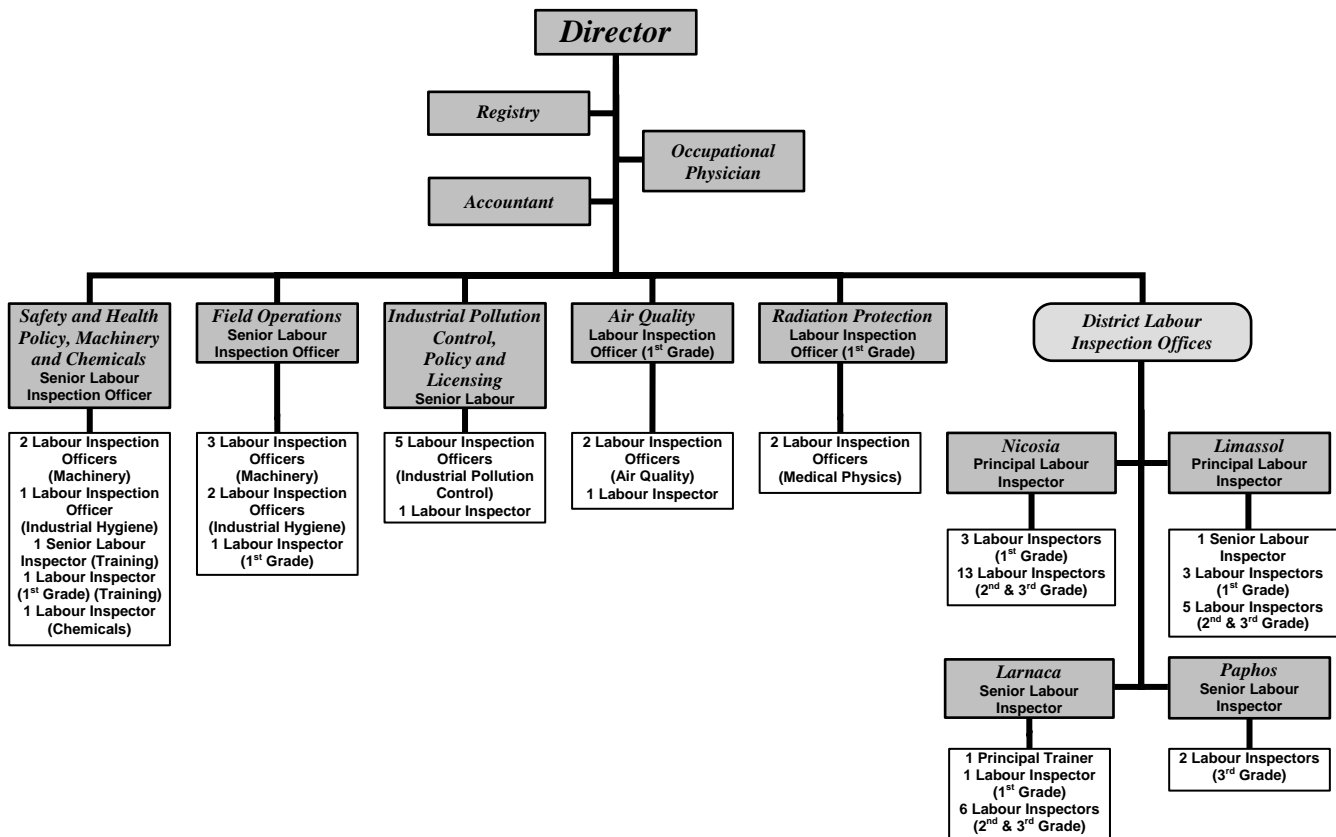 Director
Registry
Occupational
Physician
Accountant
Safety and Health
Policy, Machinery
and Chemicals
Senior Labour
Inspection Officer
Field Operations
Senior Labour
Inspection Officer
Industrial Pollution
Control,
Policy and
Licensing
Senior Labour
Air Quality
Labour Inspection
Officer (1st Grade)
Radiation Protection
Labour Inspection
Officer (1st Grade)
District Labour
Inspection Offices
2 Labour Inspection
Officers
(Machinery)
1 Labour Inspection
Officer
(Industrial Hygiene)
1 Senior Labour
Inspector (Training)
1 Labour Inspector
(1st Grade) (Training)
1 Labour Inspector
(Chemicals)
3 Labour Inspection
Officers
(Machinery)
2 Labour Inspection
Officers
(Industrial Hygiene)
1 Labour Inspector
(1st Grade)
5 Labour Inspection
Officers
(Industrial Pollution
Control)
1 Labour Inspector
2 Labour Inspection
Officers
(Air Quality)
1 Labour Inspector
2 Labour Inspection
Officers
(Medical Physics)
Nicosia
Principal Labour
Inspector
Limassol
Principal Labour
Inspector
3 Labour Inspectors
(1st Grade)
13 Labour Inspectors
(2nd & 3rd Grade)
1 Senior Labour
Inspector
3 Labour Inspectors
(1st Grade)
5 Labour Inspectors
(2nd & 3rd Grade)
Larnaca
Senior Labour
Inspector
Paphos
Senior Labour
Inspector
1 Principal Trainer
1 Labour Inspector
(1st Grade)
6 Labour Inspectors
(2nd & 3rd Grade)
2 Labour Inspectors
(3rd Grade)